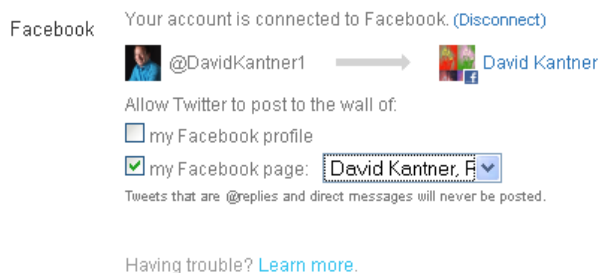 Facebook
Your account is connected to Facebook. (Disconnect)
@DavidKantner1
David Kantner
Allow Twitter to post to the wall of:
my Facebook profile
my Facebook page: David Kantner,
Tweets that are @replies and direct messages will never be posted.
Having trouble? Learn more.